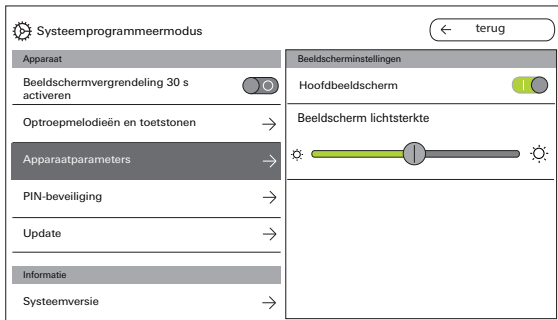 Systeemprogrammeermodus
← terug
Apparaat
Beeldschermvergrendeling 30 s
activeren
Optroepmelodieën en toetstonen →
Apparaatparameters →
PIN-beveiliging →
Update →
Informatie
Systeemversie →
Beeldscherminstellingen
Hoofdbeeldscherm
Beeldscherm lichtsterkte